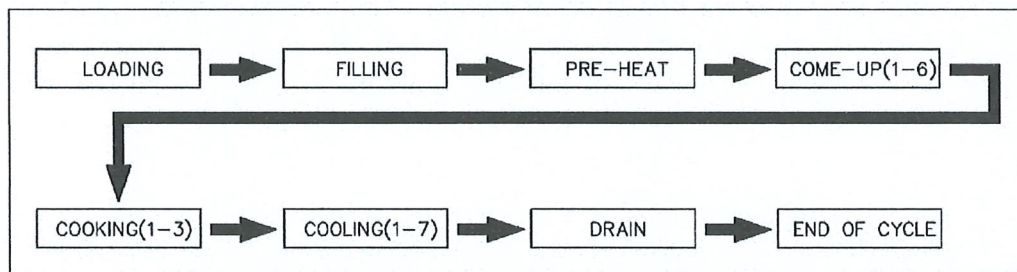 LOADING
FILLING
PRE-HEAT
COME-UP(1-6)
COOKING(1-3)
COOLING(1-7)
DRAIN
END OF CYCLE